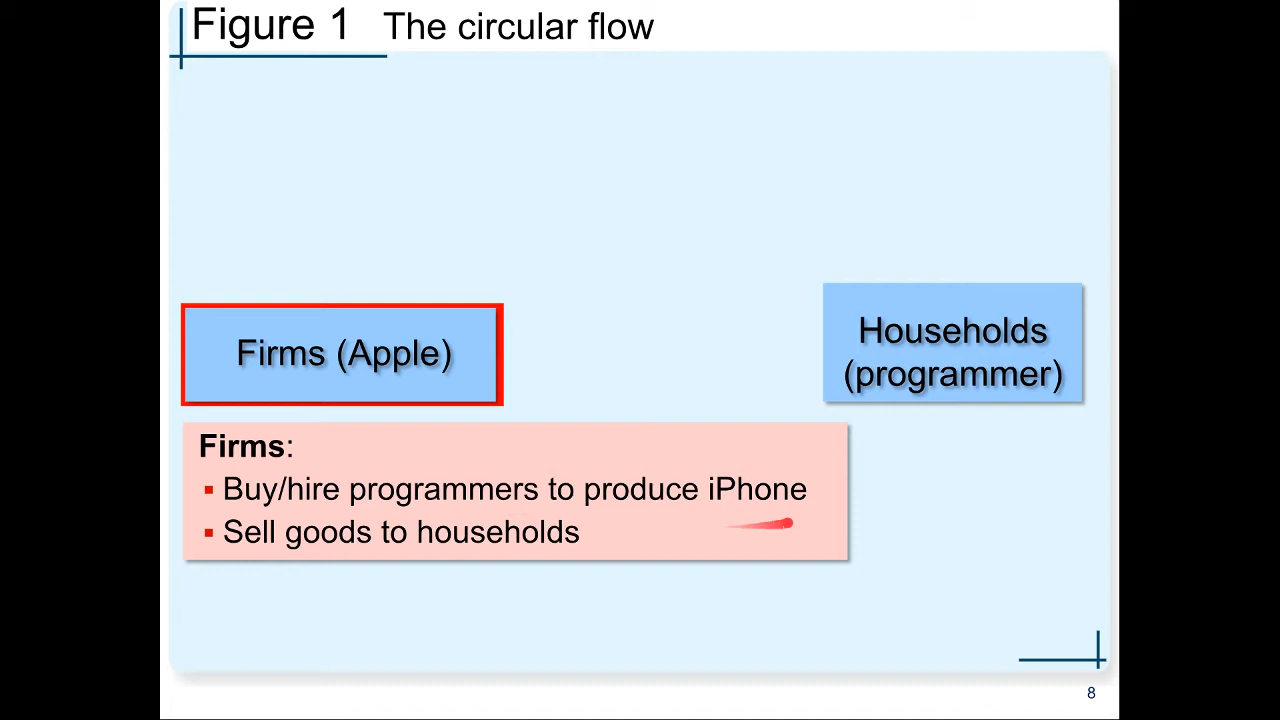 Figure 1 The circular flow
Firms (Apple)
Households
(programmer)
Firms:
▪ Buy/hire programmers to produce iPhone
▪ Sell goods to households
8